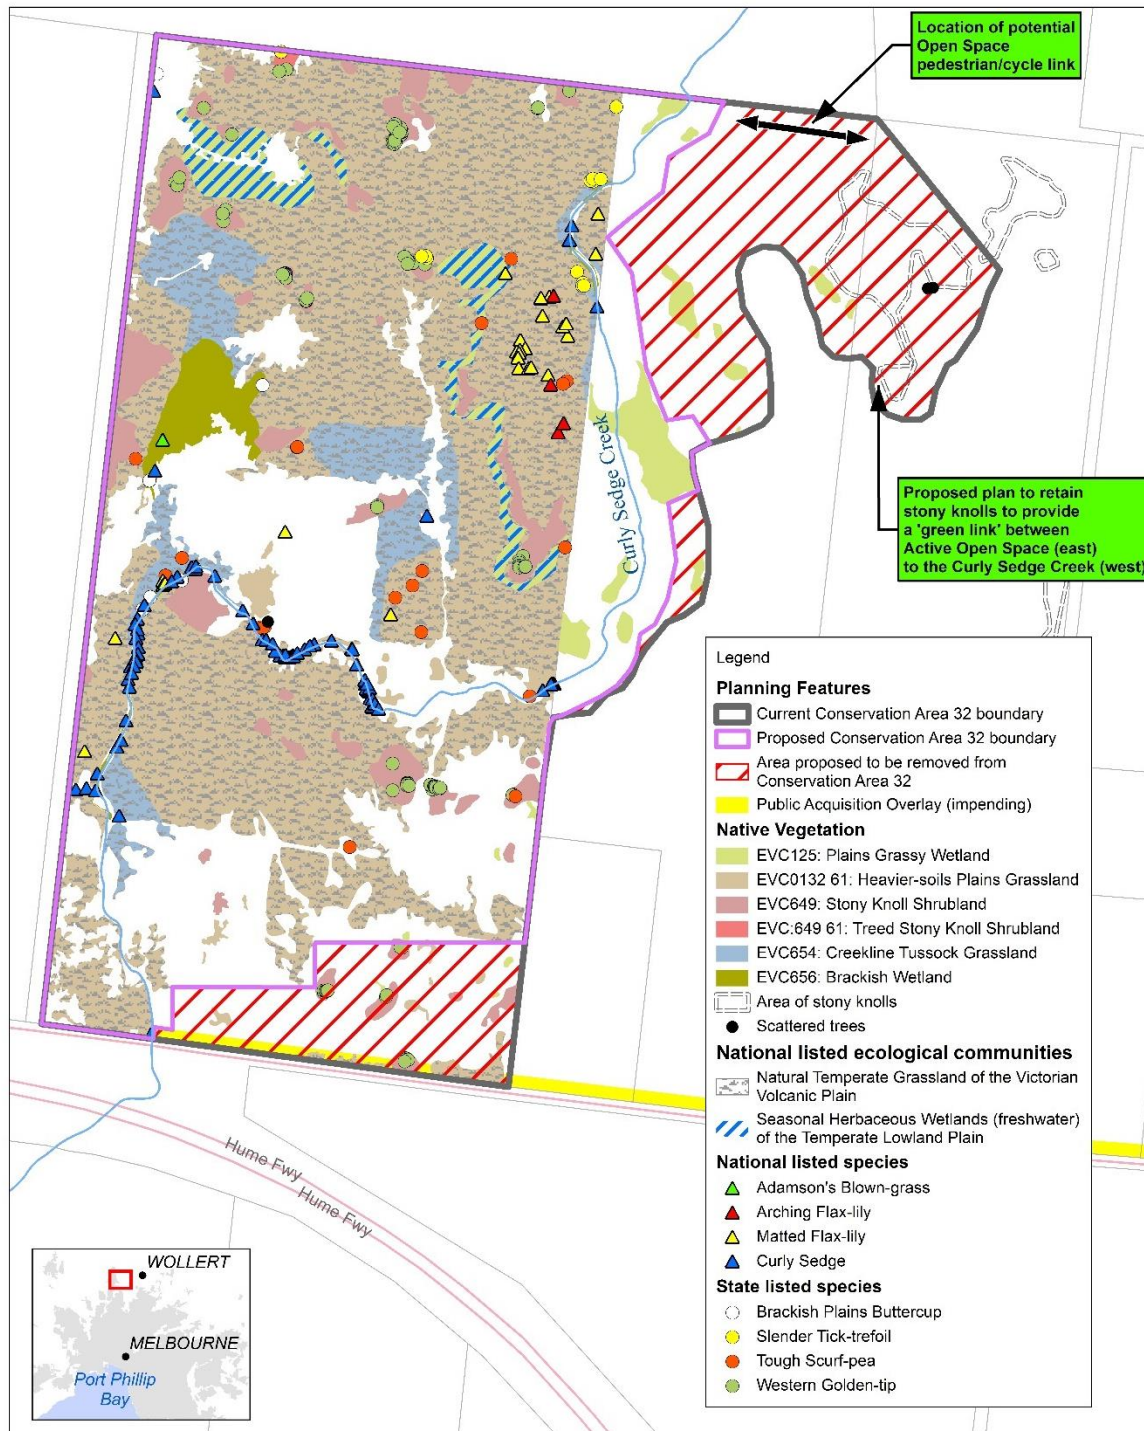 Location of potential
Open Space
pedestrian/cycle link
Curly Sedge Creek
Proposed plan to retain
stony knolls to provide
a 'green link' between
Active Open Space (east)
to the Curly Sedge Creek (west)
Hume Fwy
Hume Fwy
WOLLERT
MELBOURNE
Port Phillip
Bay
Legend
Planning Features
Current Conservation Area 32 boundary
Proposed Conservation Area 32 boundary
Area proposed to be removed from
Conservation Area 32
Public Acquisition Overlay (impending)
Native Vegetation
EVC125: Plains Grassy Wetland
EVC0132 61: Heavier-soils Plains Grassland
EVC649: Stony Knoll Shrubland
EVC:649 61: Treed Stony Knoll Shrubland
EVC654: Creekline Tussock Grassland
EVC656: Brackish Wetland
Area of stony knolls
Scattered trees
National listed ecological communities
Natural Temperate Grassland of the Victorian
Volcanic Plain
Seasonal Herbaceous Wetlands (freshwater)
of the Temperate Lowland Plain
National listed species
Adamson's Blown-grass
Arching Flax-lily
Matted Flax-lily
Curly Sedge
State listed species
Brackish Plains Buttercup
Slender Tick-trefoil
Tough Scurf-pea
Western Golden-tip